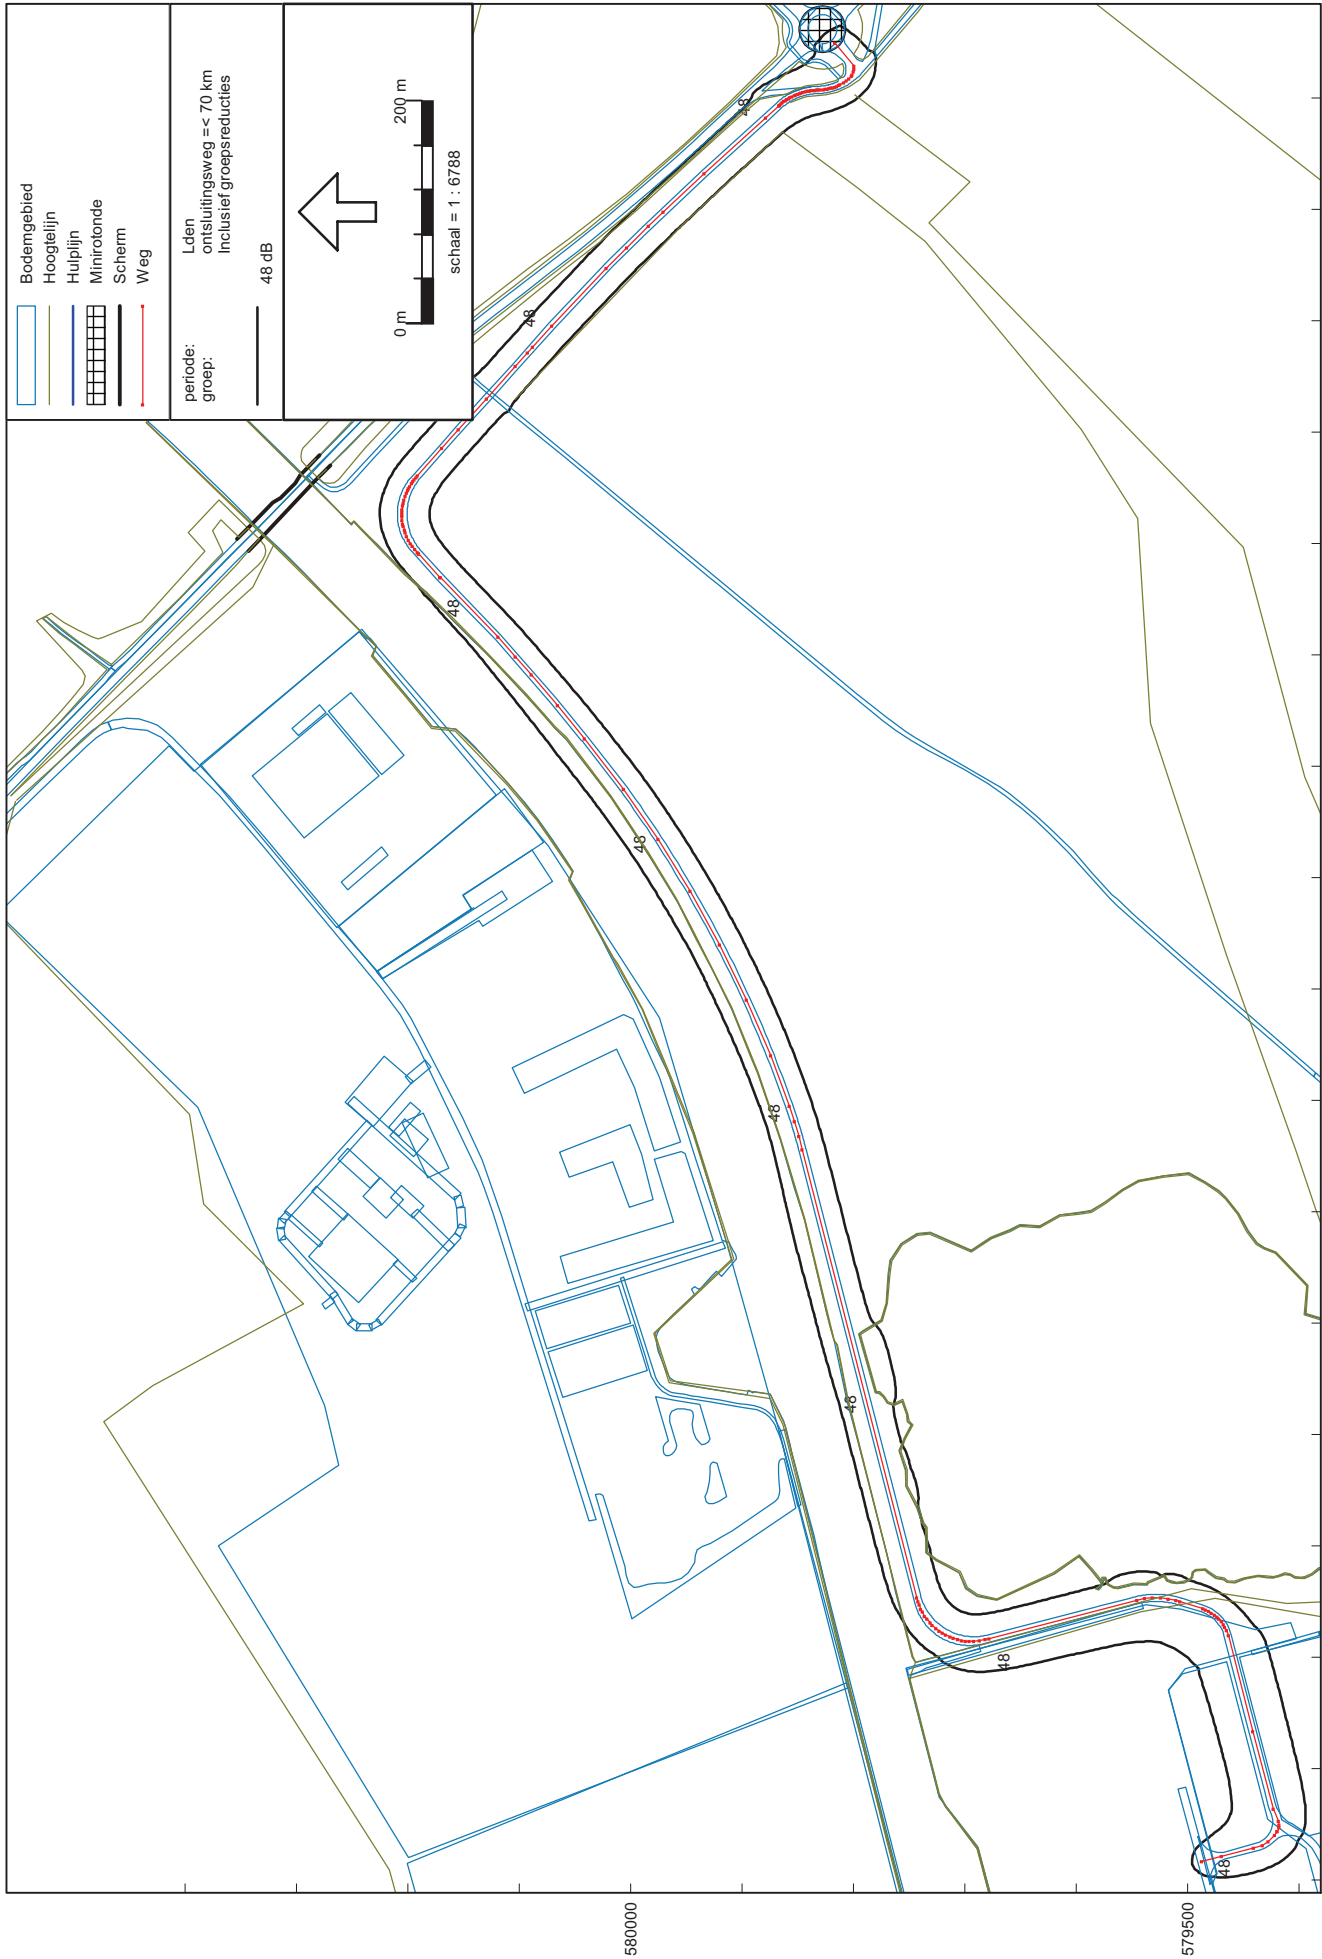 Bodemgebied
Hoogtelijn
Hulplijn
Minirotonde
Scherm
Weg
periode: Lden
groep: ontsluitingsweg =< 70 km
Inclusief groepsreducties
48 dB
0 m 200 m
schaal = 1 : 6788
48
48
48
48
48
48
48
48
580000
579500